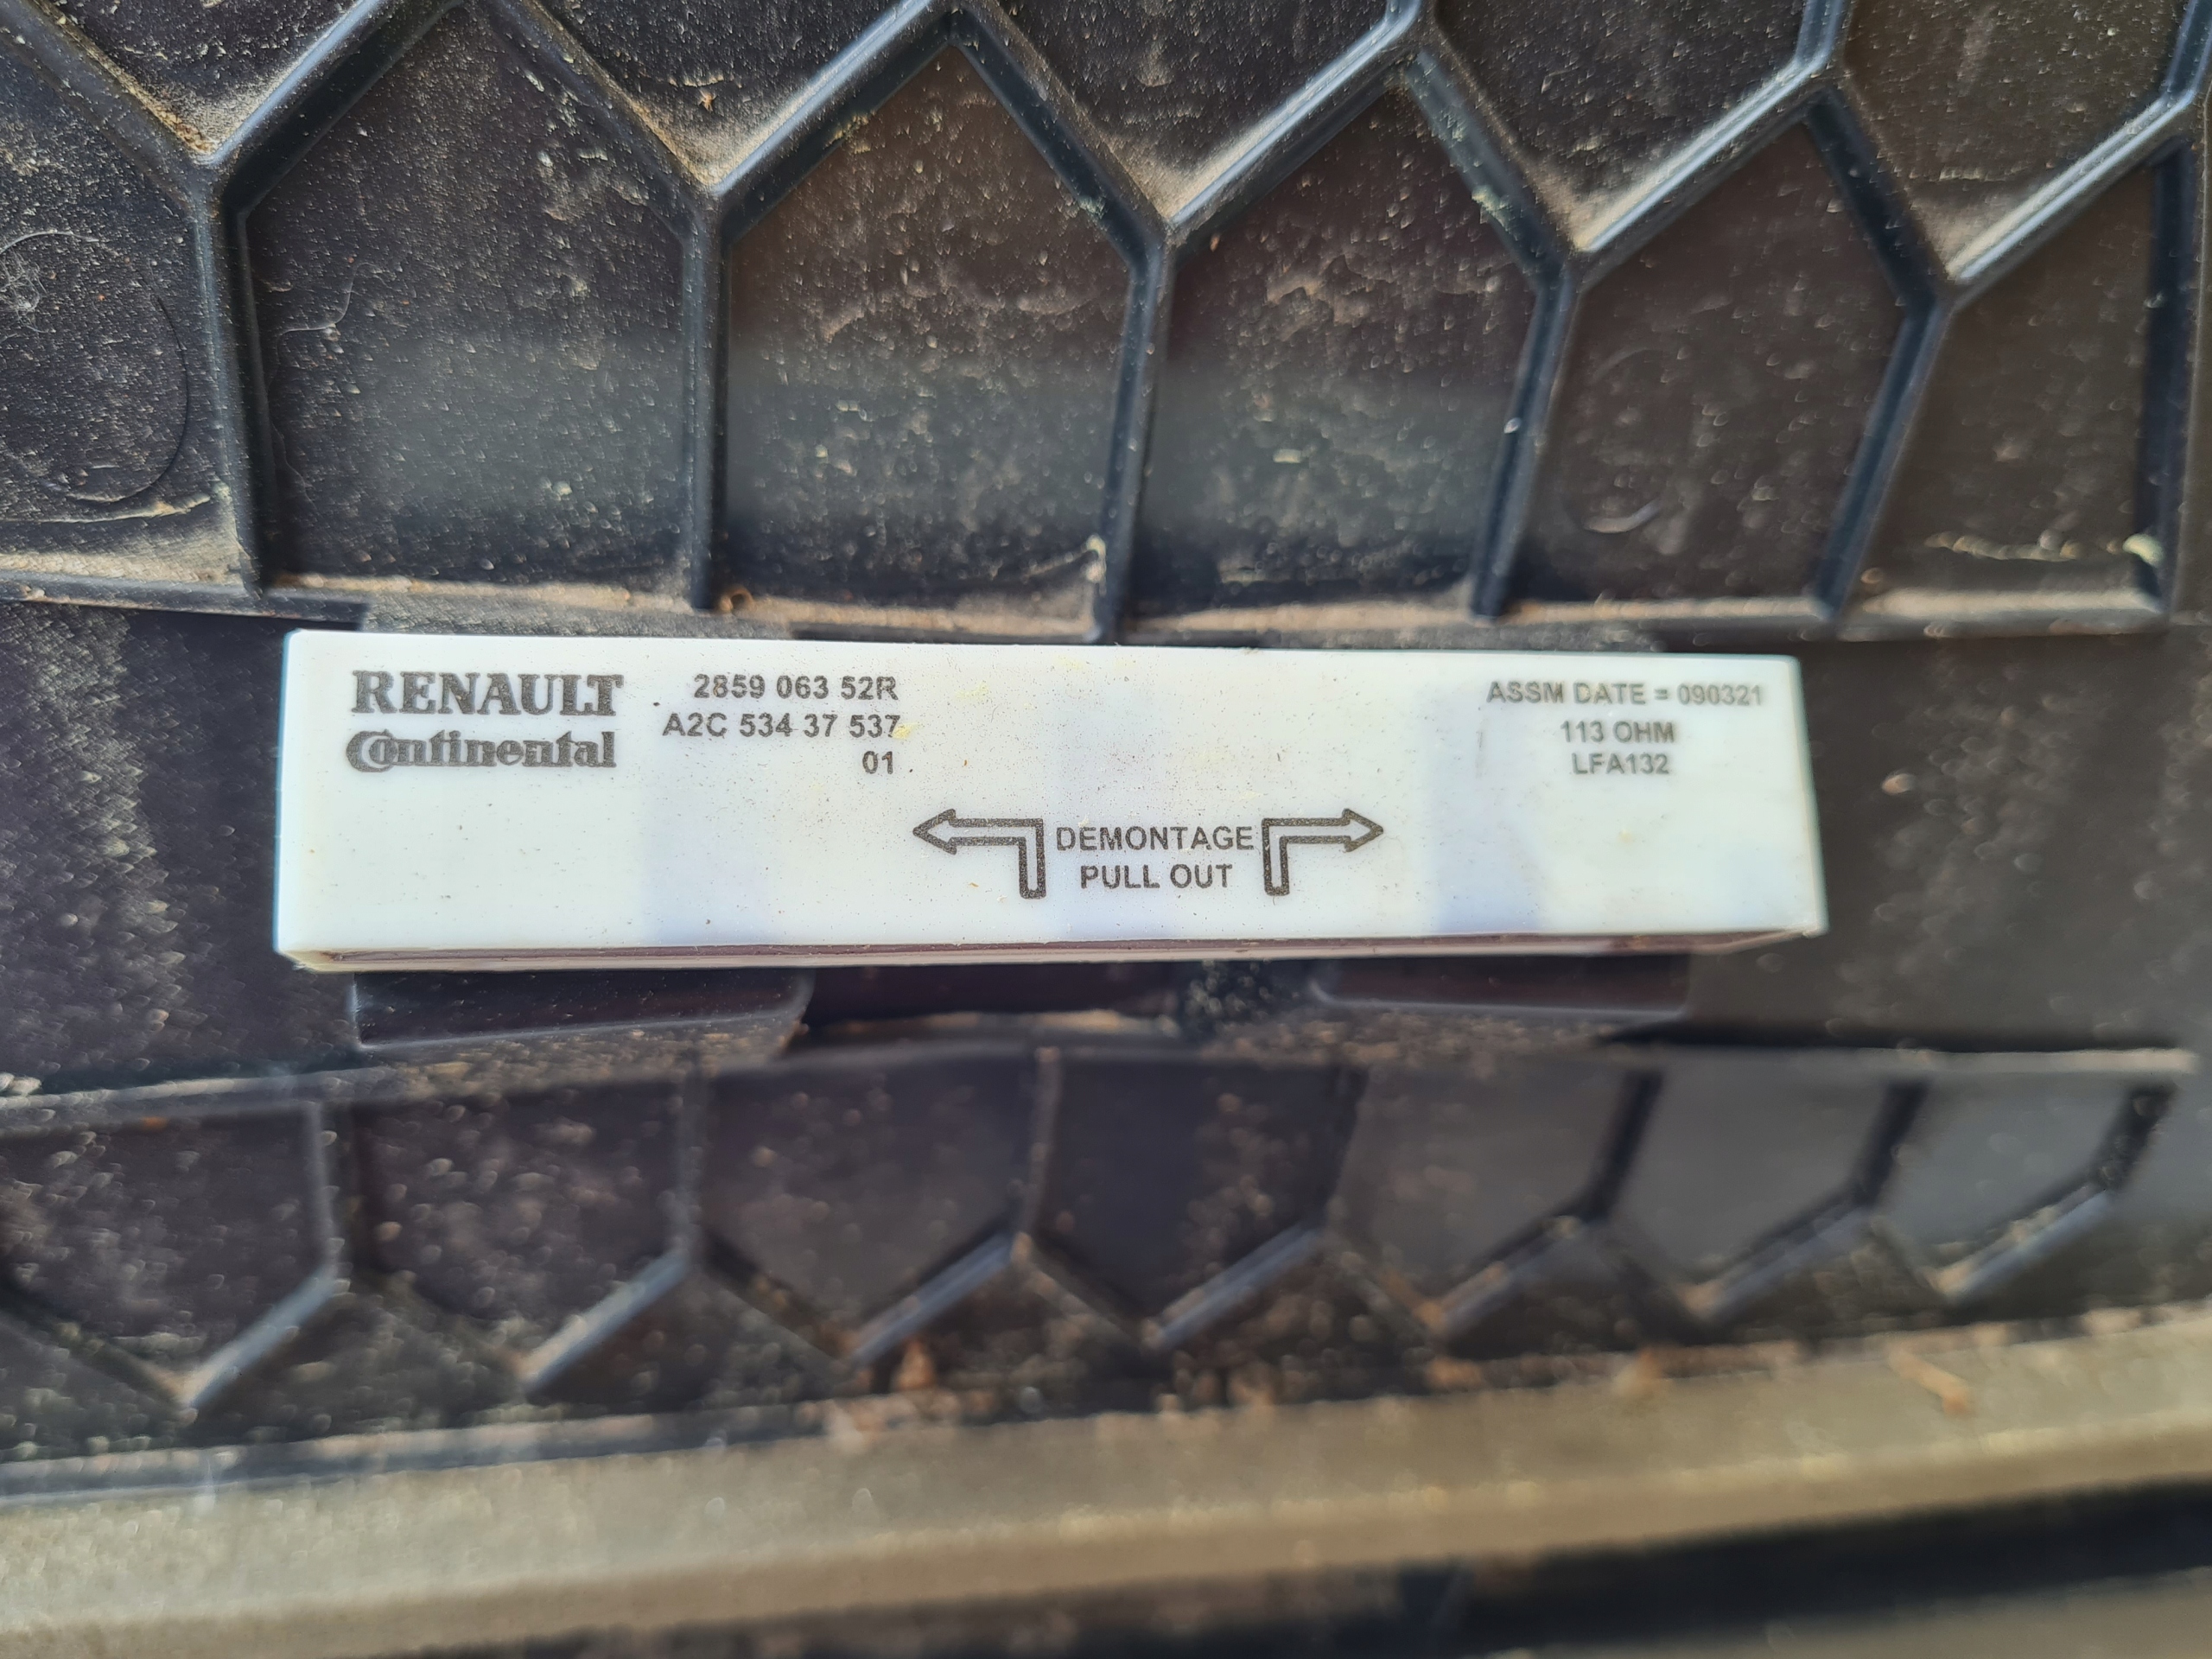 RENAULT
Continental
2859 063 52R
A2C 534 37 537
01
ASSM DATE = 090321
113 OHM
LFA132
DEMONTAGE
PULL OUT